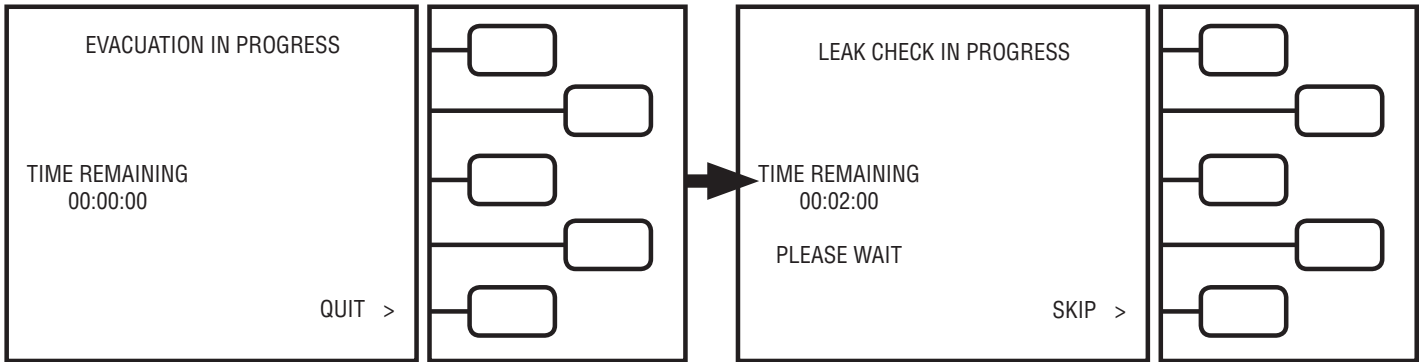 EVACUATION IN PROGRESS
TIME REMAINING
00:00:00
QUIT >
LEAK CHECK IN PROGRESS
TIME REMAINING
00:02:00
PLEASE WAIT
SKIP >